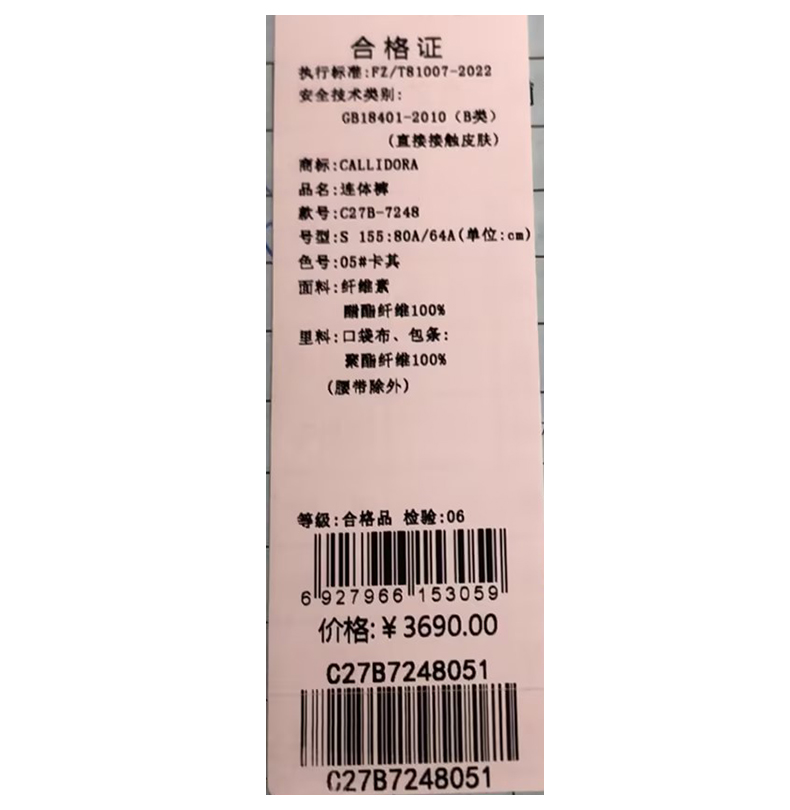 合格证
执行标准:FZ/T81007-2022
安全技术类别:
GB18401-2010 (B类)
(直接接触皮肤)
商标:CALLIDORA
品名:连体裤
款号:C27B-7248
号型:S 155:80A/64A(单位:cm)
色号:05#卡其
面料:纤维素
醋酯纤维100%
里料:口袋布、包条:
聚酯纤维100%
(腰带除外)
等级:合格品 检验:06
6 927966 153059
价格:¥3690.00
C27B7248051
C27B7248051